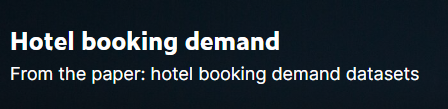 Hotel booking demand
From the paper: hotel booking demand datasets